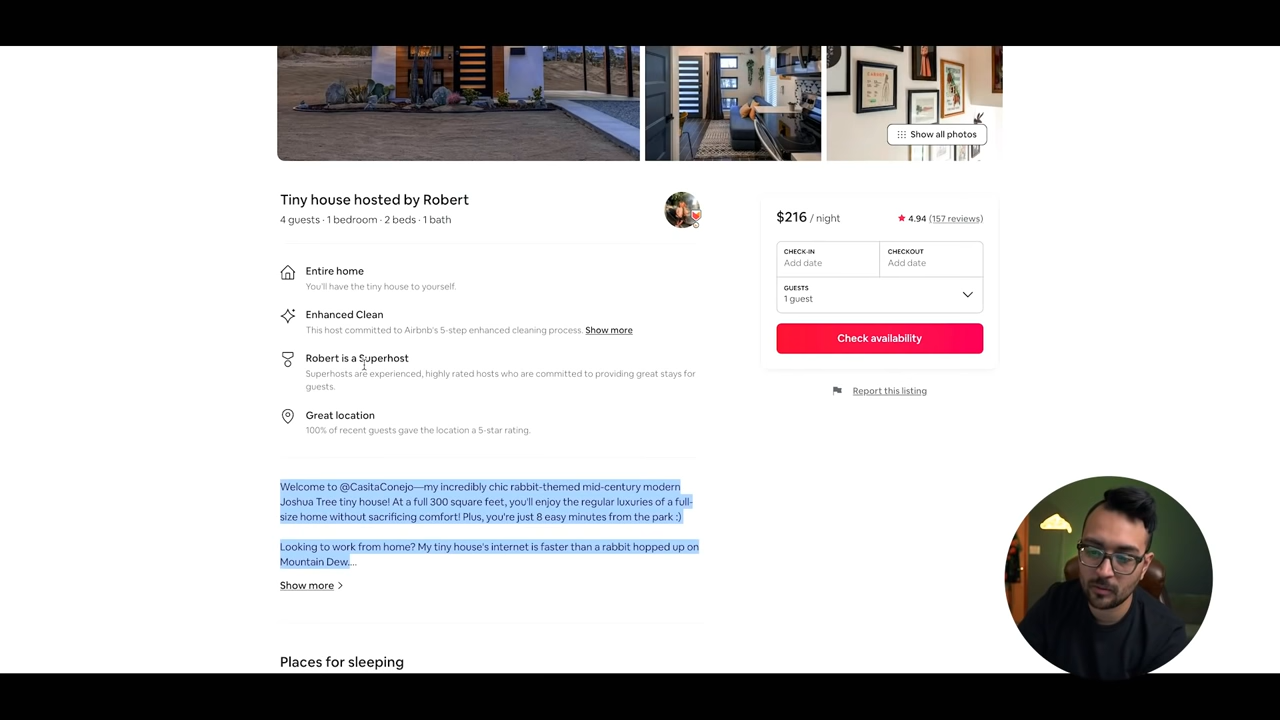 Show all photos
Tiny house hosted by Robert
4 guests · 1 bedroom · 2 beds · 1 bath
$216 / night
4.94 (157 reviews)
CHECK-IN
Add date
CHECKOUT
Add date
GUESTS
1 guest
Check availability
Report this listing
Entire home
You'll have the tiny house to yourself.
Enhanced Clean
This host committed to Airbnb's 5-step enhanced cleaning process. Show more
Robert is a Superhost
Superhosts are experienced, highly rated hosts who are committed to providing great stays for
guests.
Great location
100% of recent guests gave the location a 5-star rating.
Welcome to @CasitaConejo—my incredibly chic rabbit-themed mid-century modern
Joshua Tree tiny house! At a full 300 square feet, you'll enjoy the regular luxuries of a full-
size home without sacrificing comfort! Plus, you're just 8 easy minutes from the park :)
Looking to work from home? My tiny house's internet is faster than a rabbit hopped up on
Mountain Dew....
Show more
Places for sleeping